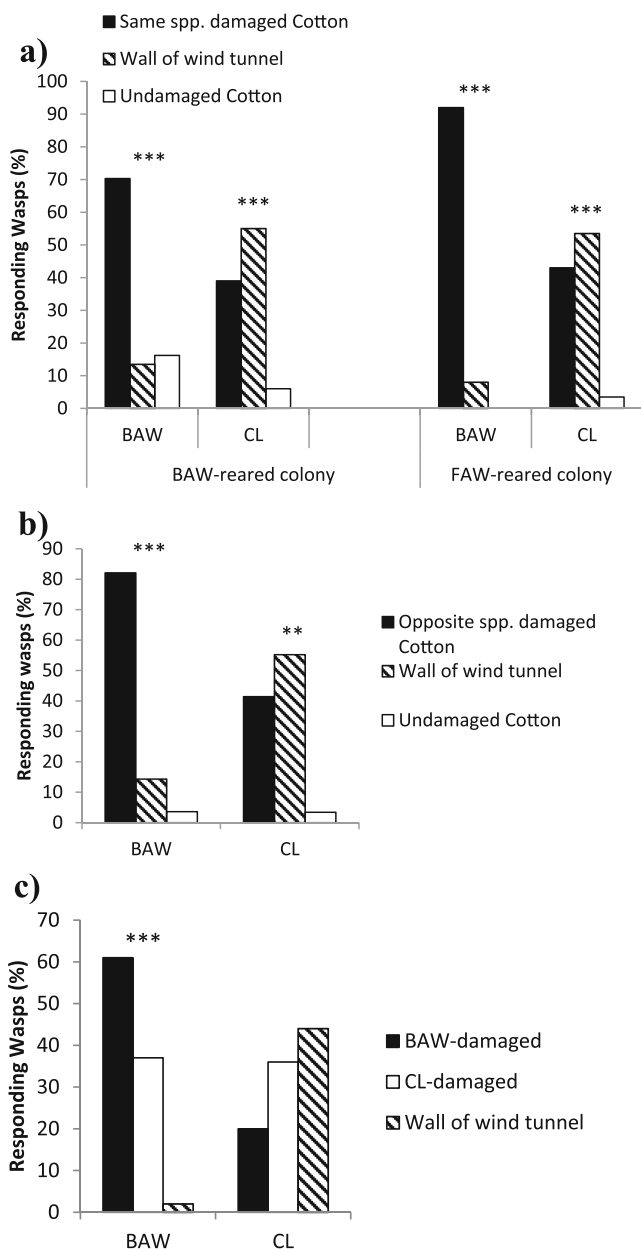 Same spp. damaged Cotton
a)
Wall of wind tunnel
Undamaged Cotton
Responding Wasps (%)
100
90
80
70
60
50
40
30
20
10
0
***
***
***
***
BAW
CL
BAW
CL
BAW-reared colony
FAW-reared colony
b)
Responding wasps (%)
90
80
70
60
50
40
30
20
10
0
***
**
BAW
CL
Opposite spp. damaged
Cotton
Wall of wind tunnel
Undamaged Cotton
c)
Responding Wasps (%)
70
60
50
40
30
20
10
0
***
BAW
CL
BAW-damaged
CL-damaged
Wall of wind tunnel